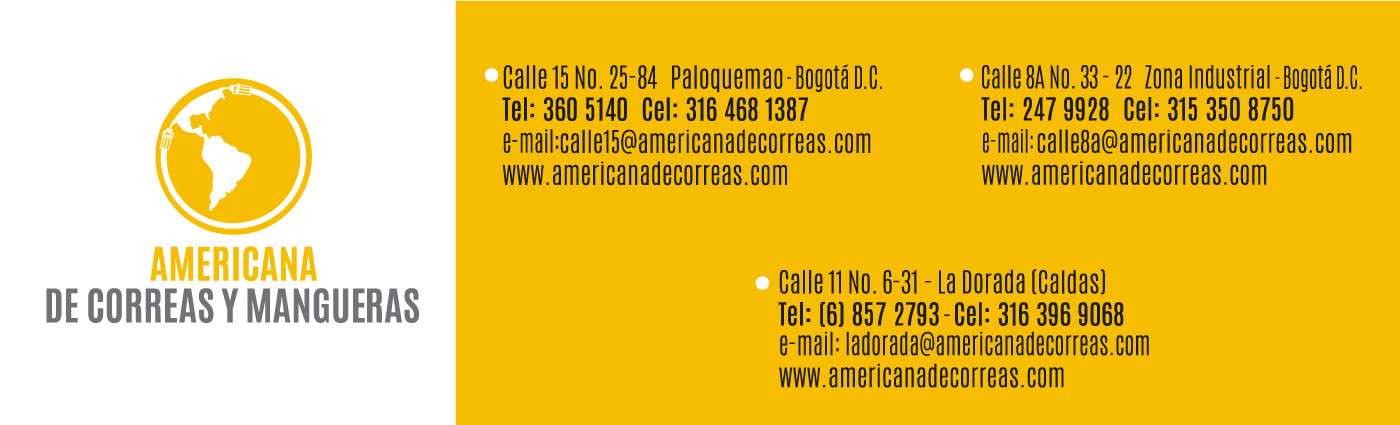 AMERICANA
DE CORREAS Y MANGUERAS
Calle 15 No. 25-84 Paloquemao - Bogotá D.C.
Tel: 360 5140 Cel: 316 468 1387
e-mail:calle15@americanadecorreas.com
www.americanadecorreas.com
Calle 8A No. 33 - 22 Zona Industrial - Bogotá D.C.
Tel: 247 9928 Cel: 315 350 8750
e-mail: calle8a@americanadecorreas.com
www.americanadecorreas.com
Calle 11 No. 6-31 - La Dorada (Caldas)
Tel: (6) 857 2793 - Cel: 316 396 9068
e-mail: ladorada@americanadecorreas.com
www.americanadecorreas.com